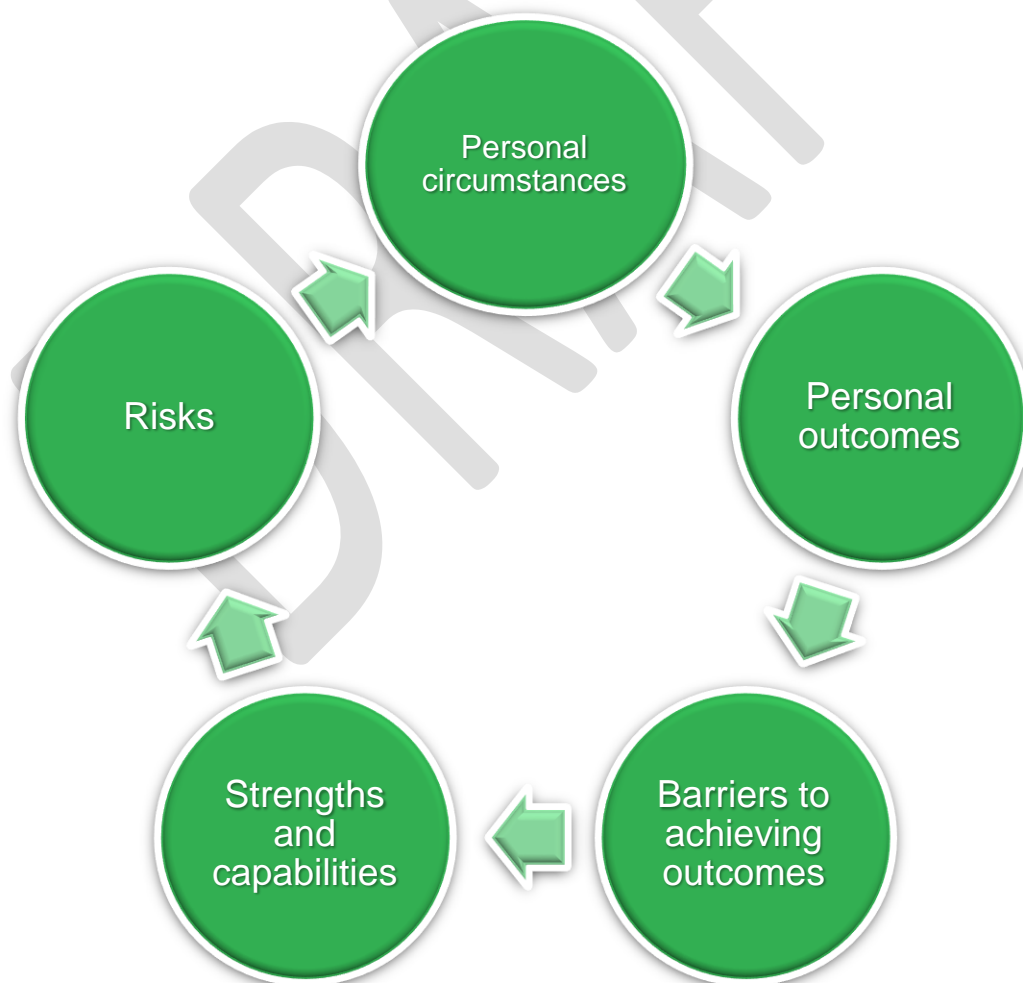 Personal
circumstances
Personal
outcomes
Barriers to
achieving
outcomes
Strengths
and
capabilities
Risks
DRAFT